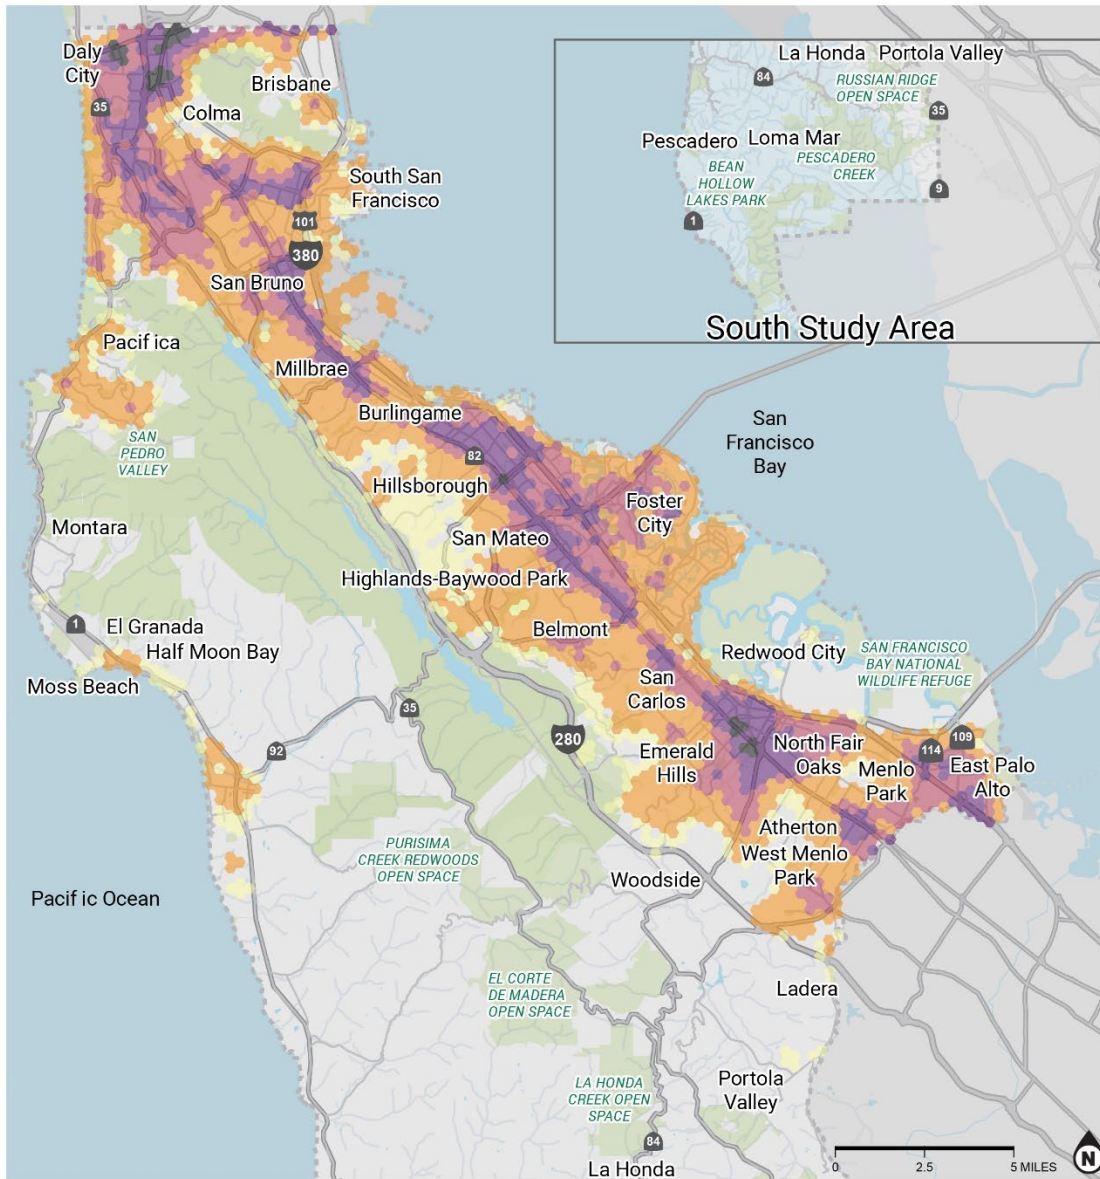 Daly
City
35
Brisbane
Colma
South San
Francisco
101
380
San Bruno
Pacif ica
Millbrae
Burlingame
SAN
PEDRO
VALLEY
82
Hillsborough
Foster
City
San
Francisco
Bay
Montara
San Mateo
Highlands-Baywood Park
1
El Granada
Half Moon Bay
Belmont
Redwood City
SAN FRANCISCO
BAY NATIONAL
WILDLIFE REFUGE
Moss Beach
San
Carlos
35
92
280
Emerald
Hills
North Fair
Oaks
Menlo
Park
114
109
East Palo
Alto
Atherton
West Menlo
Park
PURISIMA
CREEK REDWOODS
OPEN SPACE
Woodside
Pacif ic Ocean
EL CORTE
DE MADERA
OPEN SPACE
Ladera
LA HONDA
CREEK OPEN
SPACE
Portola
Valley
84
La Honda
La Honda
Portola Valley
84
RUSSIAN RIDGE
OPEN SPACE
35
Pescadero
Loma Mar
BEAN
HOLLOW
LAKES PARK
PESCADERO
CREEK
9
1
South Study Area
0
2.5
5 MILES
N